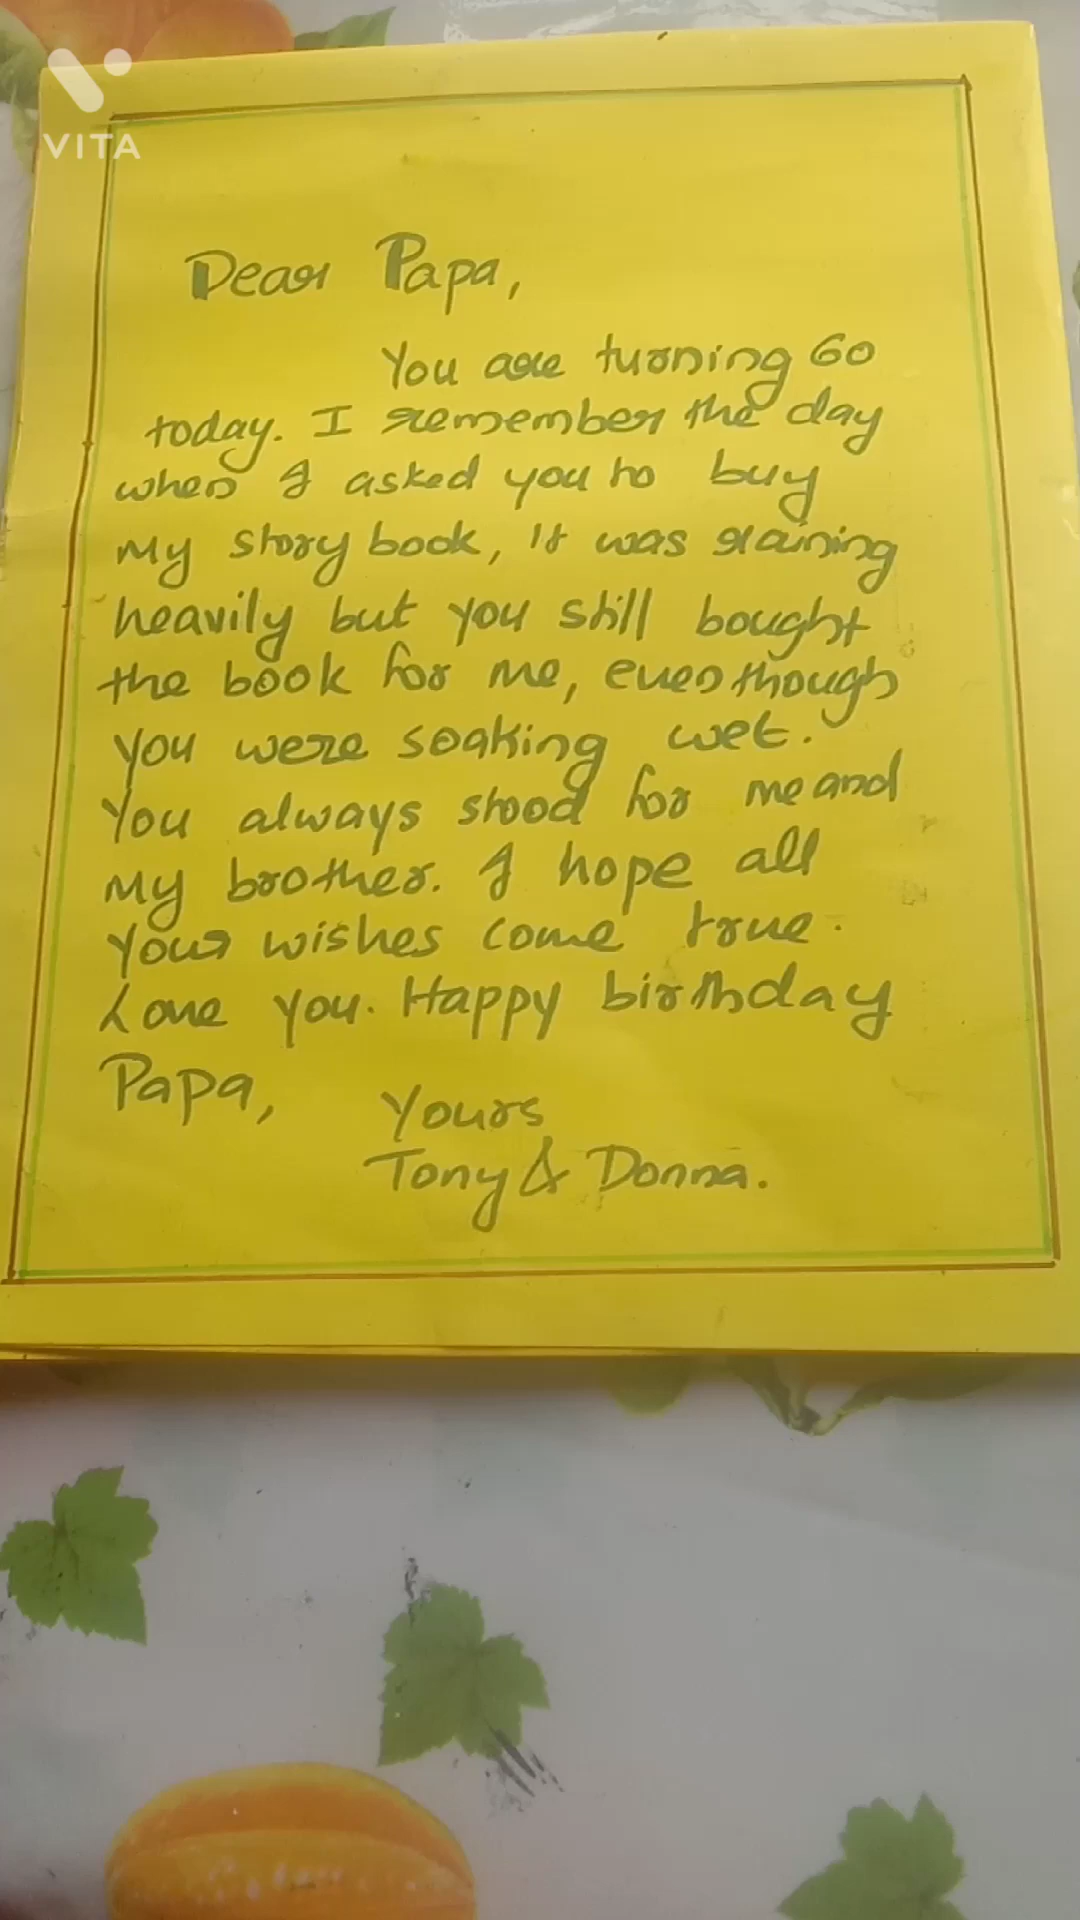 VITA
Dear Papa,
You are turning 60
today. I remember the day
when I asked you to buy
my story book, it was raining
heavily but you still bought
the book for me, even though
you were soaking wet.
You always stood for me and
my brother. I hope all
your wishes come true.
Love you. Happy birthday
Papa,
Yours
Tony & Donna.